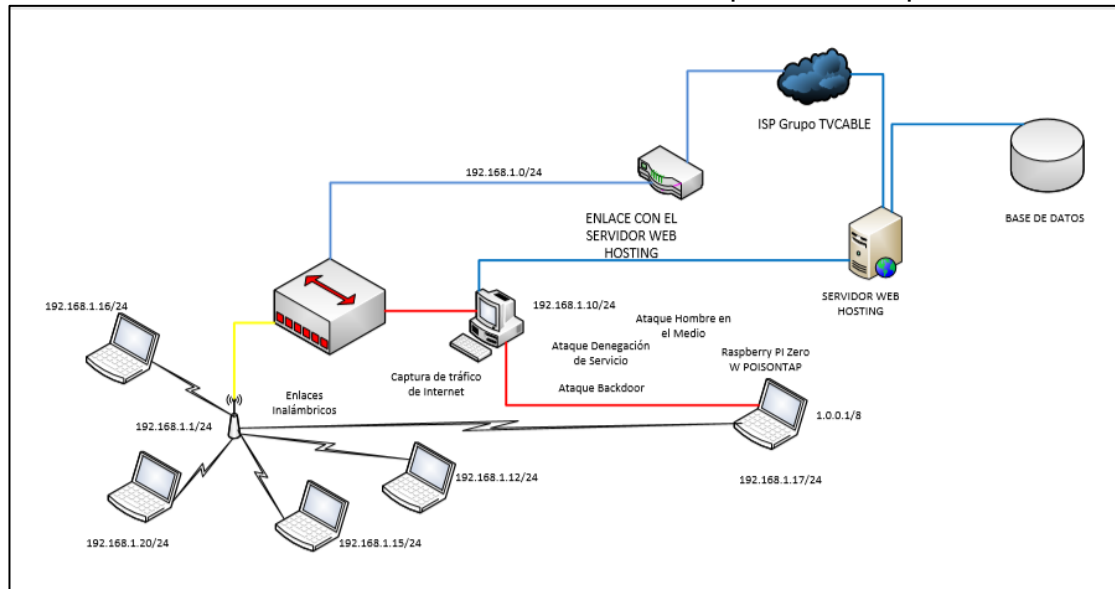 ISP Grupo TVCABLE
192.168.1.0/24
BASE DE DATOS
ENLACE CON EL
SERVIDOR WEB
HOSTING
SERVIDOR WEB
HOSTING
192.168.1.10/24
192.168.1.16/24
Ataque Hombre en
el Medio
Ataque Denegación
de Servicio
Raspberry PI Zero
W POISONTAP
Captura de tráfico
de Internet
Ataque Backdoor
Enlaces
Inalámbricos
1.0.0.1/8
192.168.1.1/24
192.168.1.12/24
192.168.1.17/24
192.168.1.20/24
192.168.1.15/24